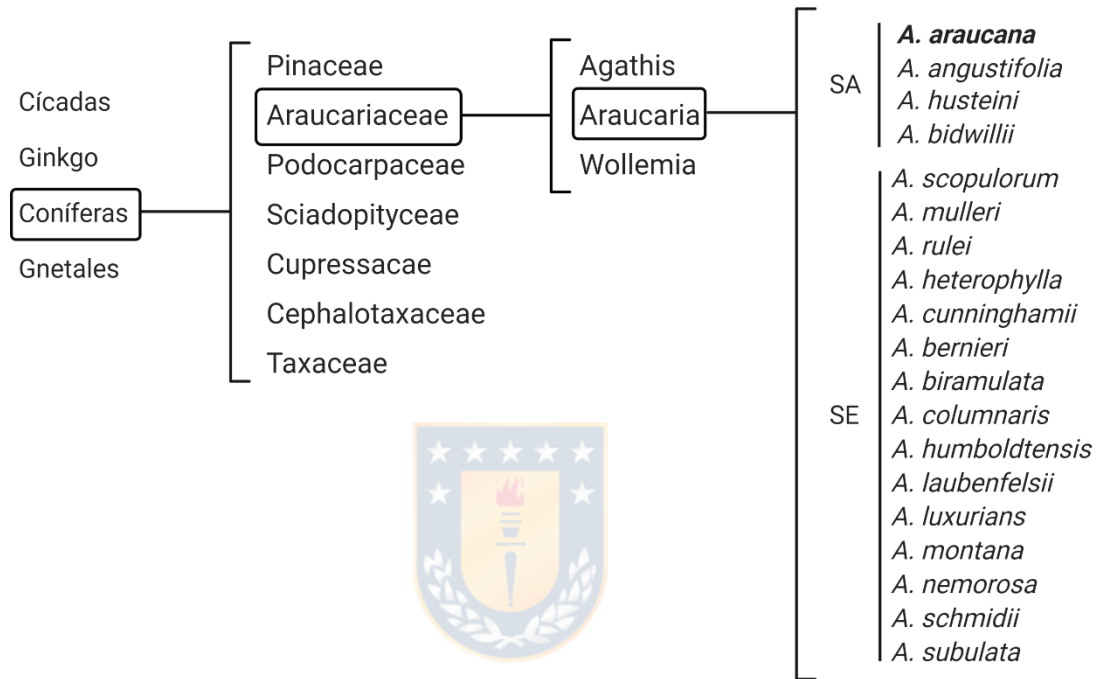 Cícadas
Ginkgo
Coníferas
Gnetales
Pinaceae
Araucariaceae
Podocarpaceae
Sciadopityceae
Cupressacae
Cephalotaxaceae
Taxaceae
Agathis
Araucaria
Wollemia
SA
A. araucana
A. angustifolia
A. husteini
A. bidwillii
SE
A. scopulorum
A. mulleri
A. rulei
A. heterophylla
A. cunninghamii
A. bernieri
A. biramulata
A. columnaris
A. humboldtensis
A. laubenfelsii
A. luxurians
A. montana
A. nemorosa
A. schmidii
A. subulata